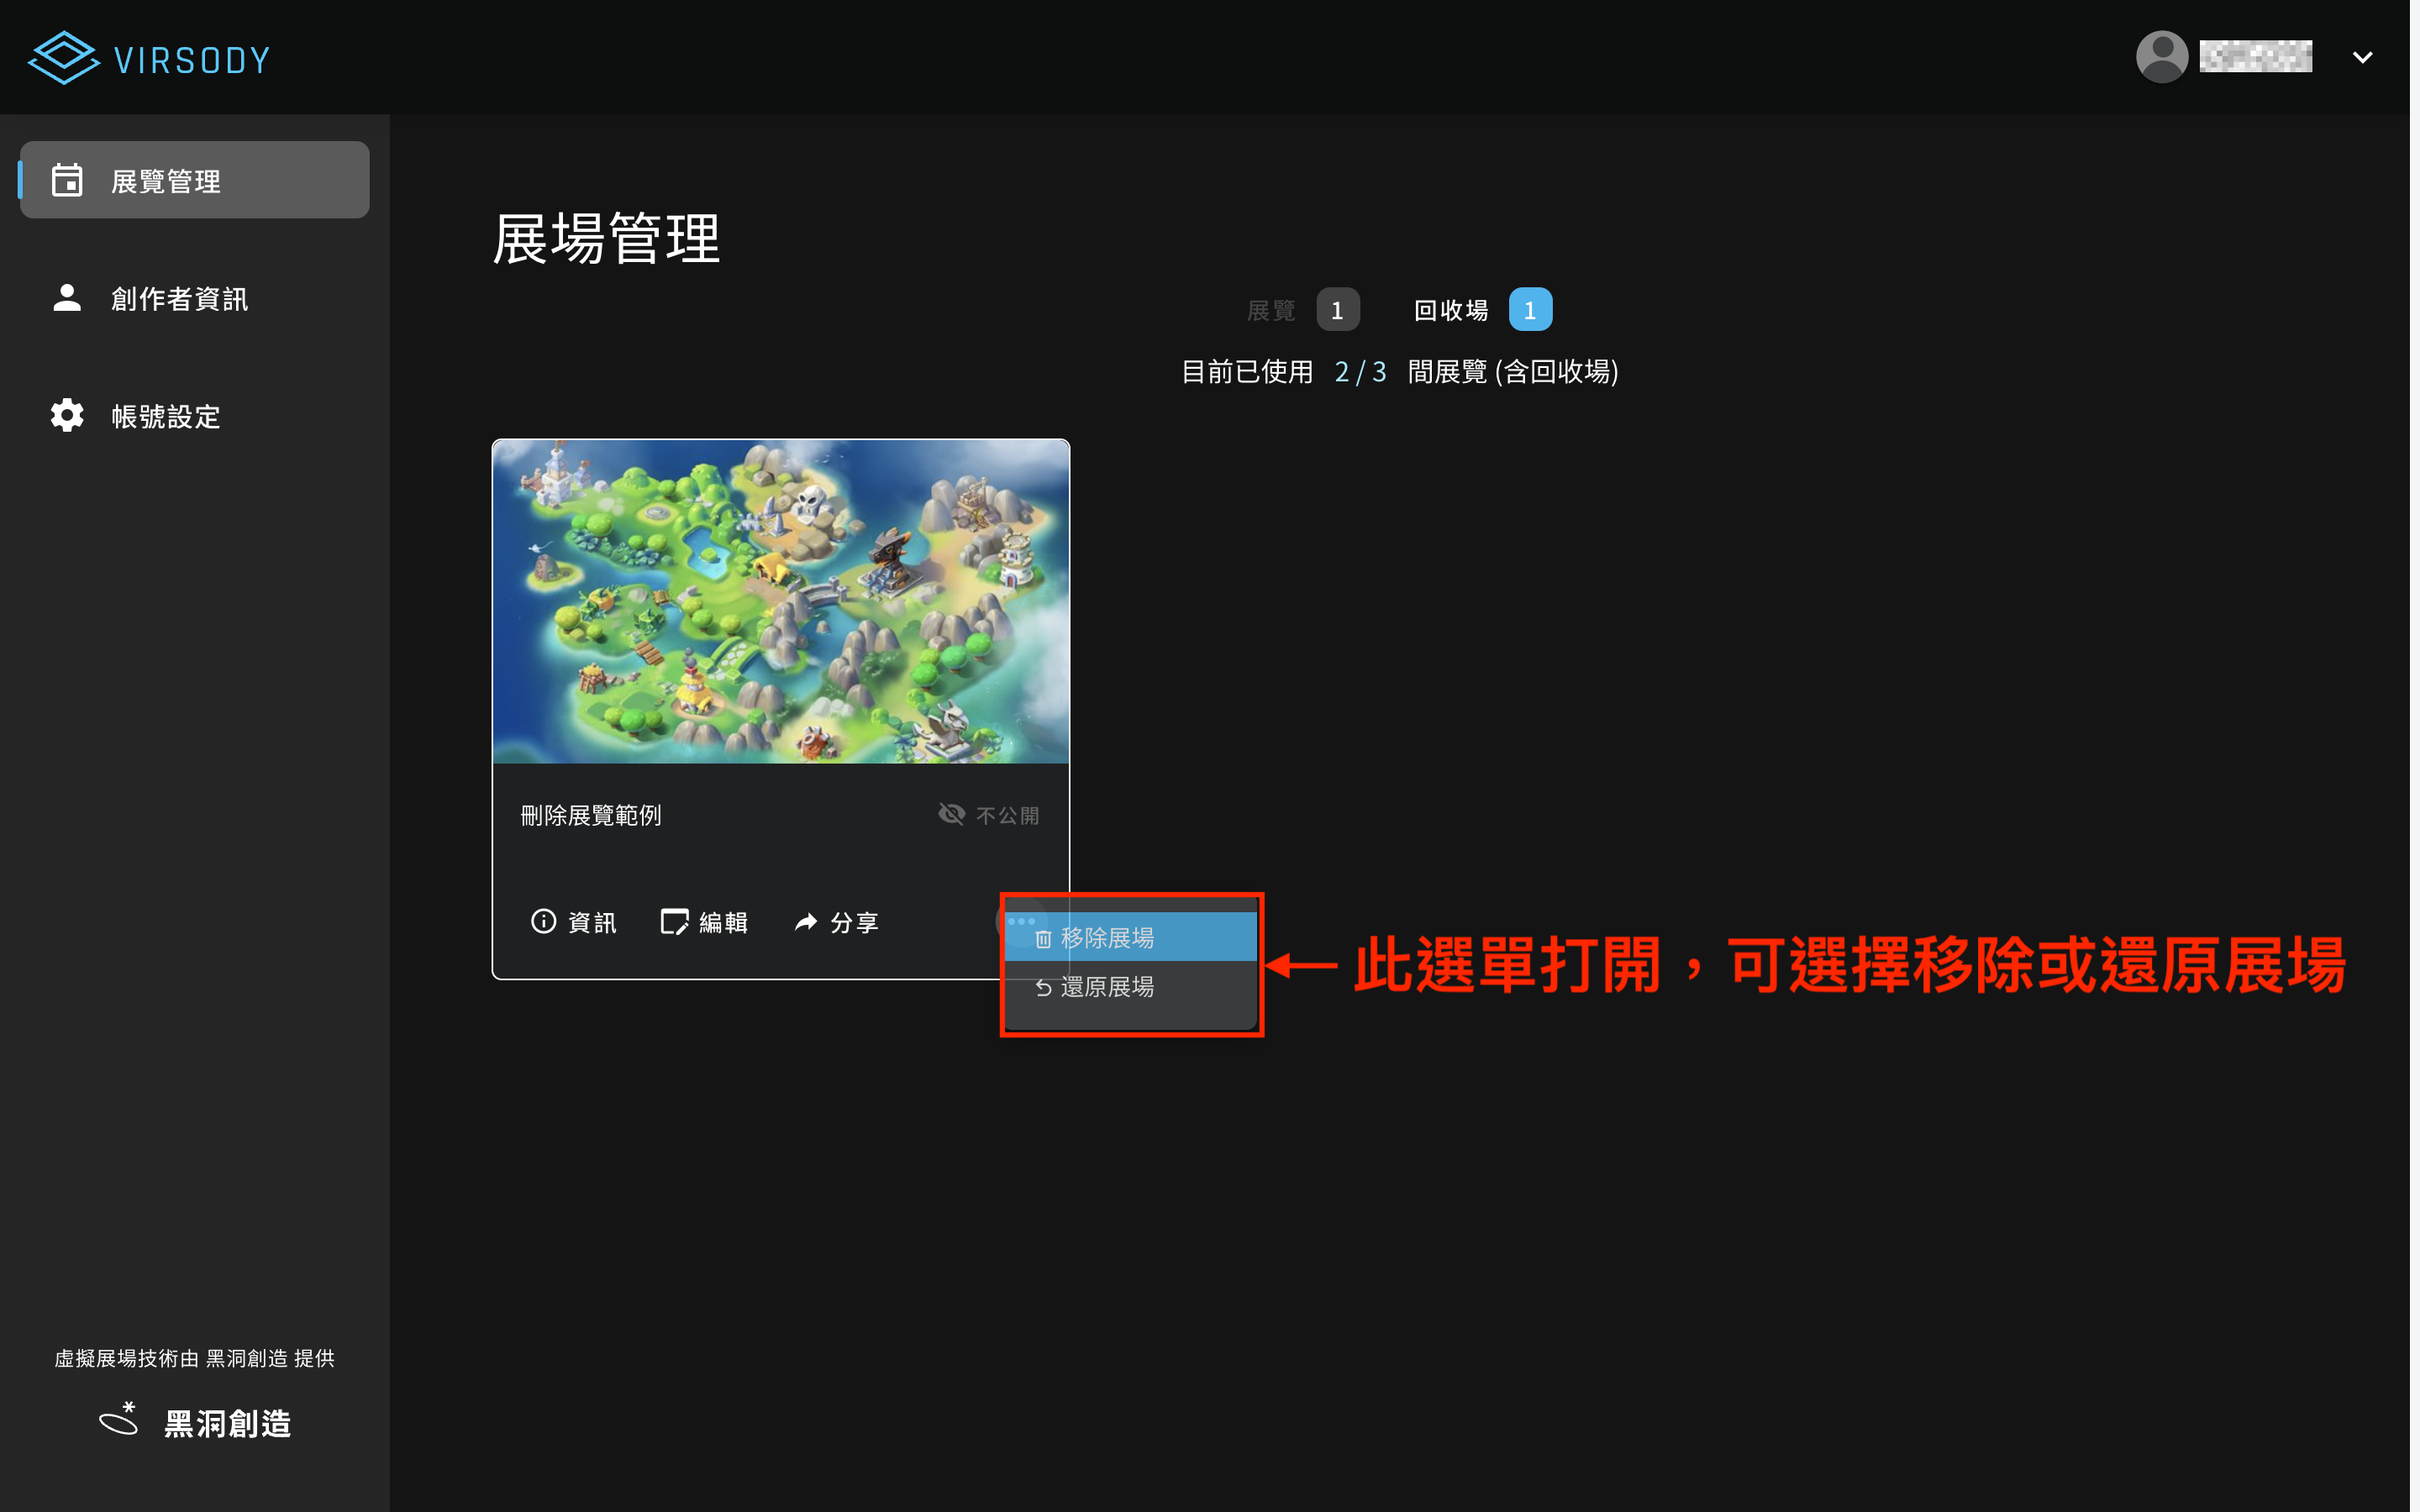 VIRSODY
展覽管理
創作者資訊
帳號設定
展場管理
展覽 1 回收場 1
目前已使用 2 / 3 間展覽 (含回收場)
刪除展覽範例 不公開
資訊 編輯 分享
移除展場
還原展場
此選單打開，可選擇移除或還原展場
虛擬展場技術由 黑洞創造 提供
黑洞創造